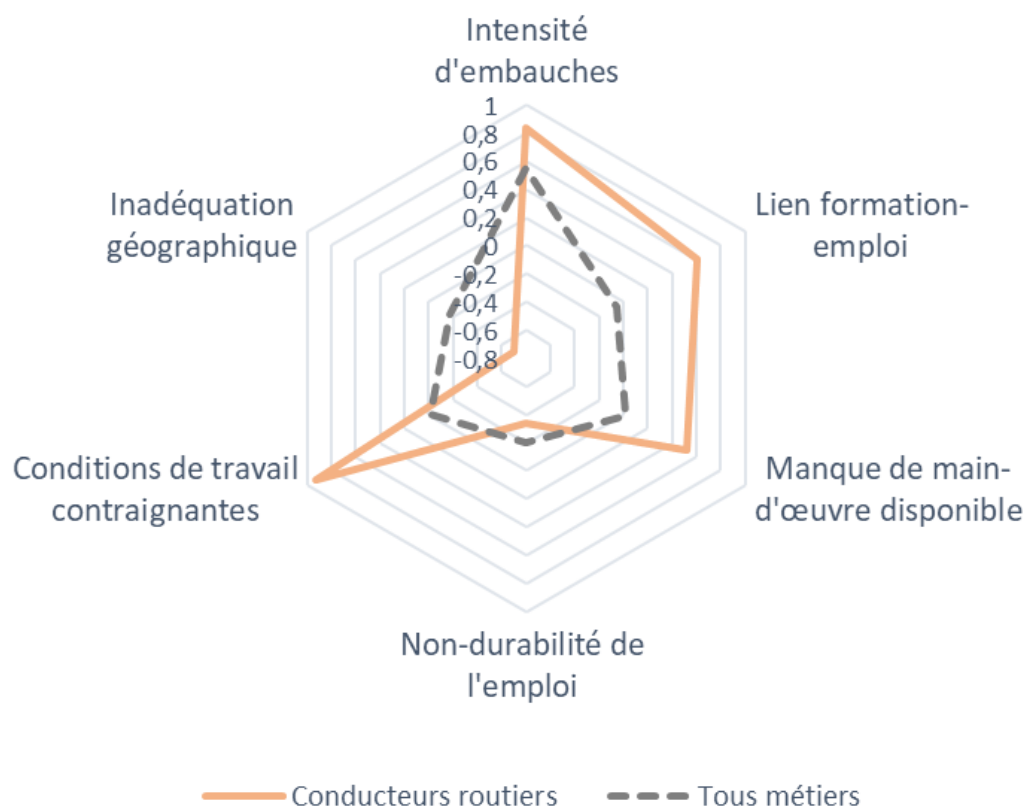 Intensité
d'embauches
1
0,8
0,6
0,4
0,2
0
-0,2
-0,4
-0,6
-0,8
Lien formation-
emploi
Manque de main-
d'œuvre disponible
Non-durabilité de
l'emploi
Conditions de travail
contraignantes
Inadéquation
géographique
Conducteurs routiers
Tous métiers